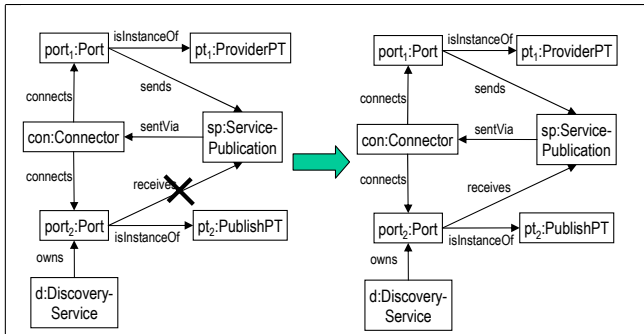 isInstanceOf
port1:Port
pt1:ProviderPT
connects
sends
con:Connector
sentVia
sp:Service-
Publication
connects
receives
port2:Port
isInstanceOf
pt2:PublishPT
owns
d:Discovery-
Service
isInstanceOf
port1:Port
pt1:ProviderPT
connects
sends
con:Connector
sentVia
sp:Service-
Publication
connects
receives
port2:Port
isInstanceOf
pt2:PublishPT
owns
d:Discovery-
Service